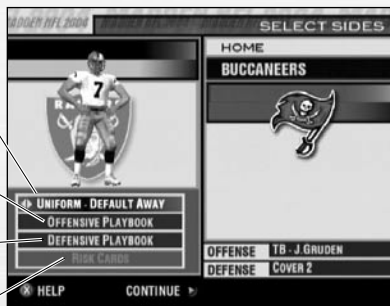 MADDEN NFL 2004
SELECT SIDES
HOME
BUCCANEERS
7
UNIFORM - DEFAULT AWAY
OFFENSIVE PLAYBOOK
DEFENSIVE PLAYBOOK
RISK CARDS
OFFENSE TB - J.GRUDEN
DEFENSE COVER 2
HELP
CONTINUE